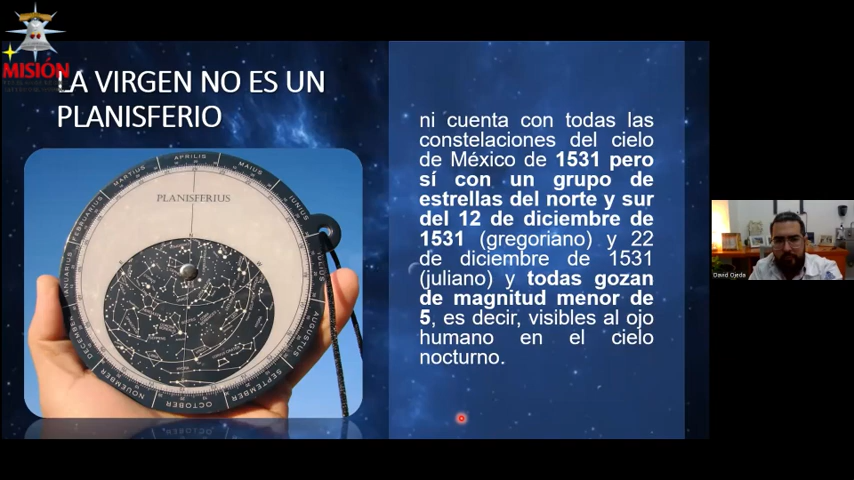 MISIÓN
LA VIRGEN NO ES UN
PLANISFERIO
APRILIS
MAIUS
MARTIUS
IUNIUS
FEBRUARIUS
PLANISFERIUS
IULIUS
IANUARIUS
AUGUSTUS
DECEMBER
SEPTEMBER
NOVEMBER
OCTOBER
ni cuenta con todas las
constelaciones del cielo
de México de 1531 pero
sí con un grupo de
estrellas del norte y sur
del 12 de diciembre de
1531 (gregoriano) y 22
de diciembre de 1531
(juliano) y todas gozan
de magnitud menor de
5, es decir, visibles al ojo
humano en el cielo
nocturno.
David Ojeda